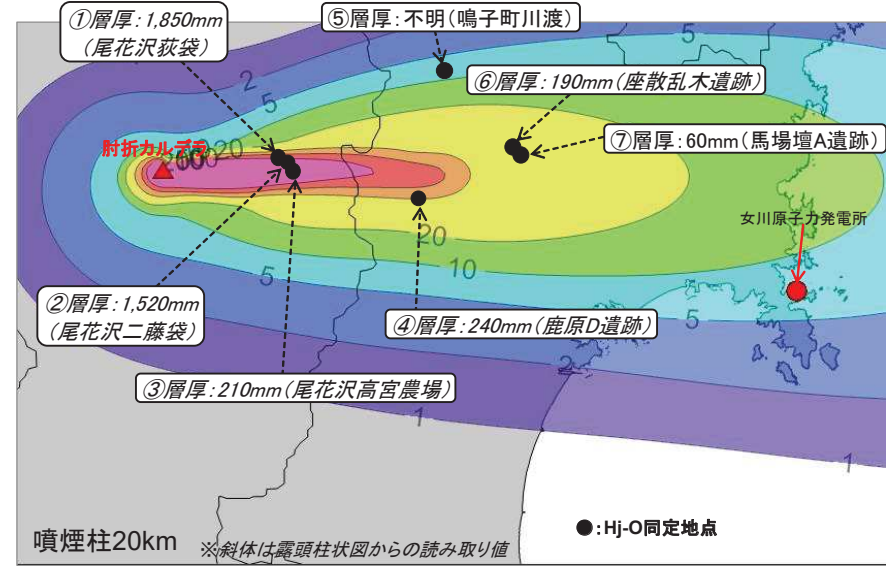 ①層厚：1,850mm
（尾花沢荻袋）
⑤層厚：不明（鳴子町川渡）
⑥層厚：190mm（座散乱木遺跡）
⑦層厚：60mm（馬場壇A遺跡）
肘折カルデラ
女川原子力発電所
②層厚：1,520mm
（尾花沢二藤袋）
④層厚：240mm（鹿原D遺跡）
③層厚：210mm（尾花沢高宮農場）
2
5
20
5
5
20
10
5
5
2
1
1
噴煙柱20km
※斜体は露頭柱状図からの読み取り値
●：Hj-O同定地点